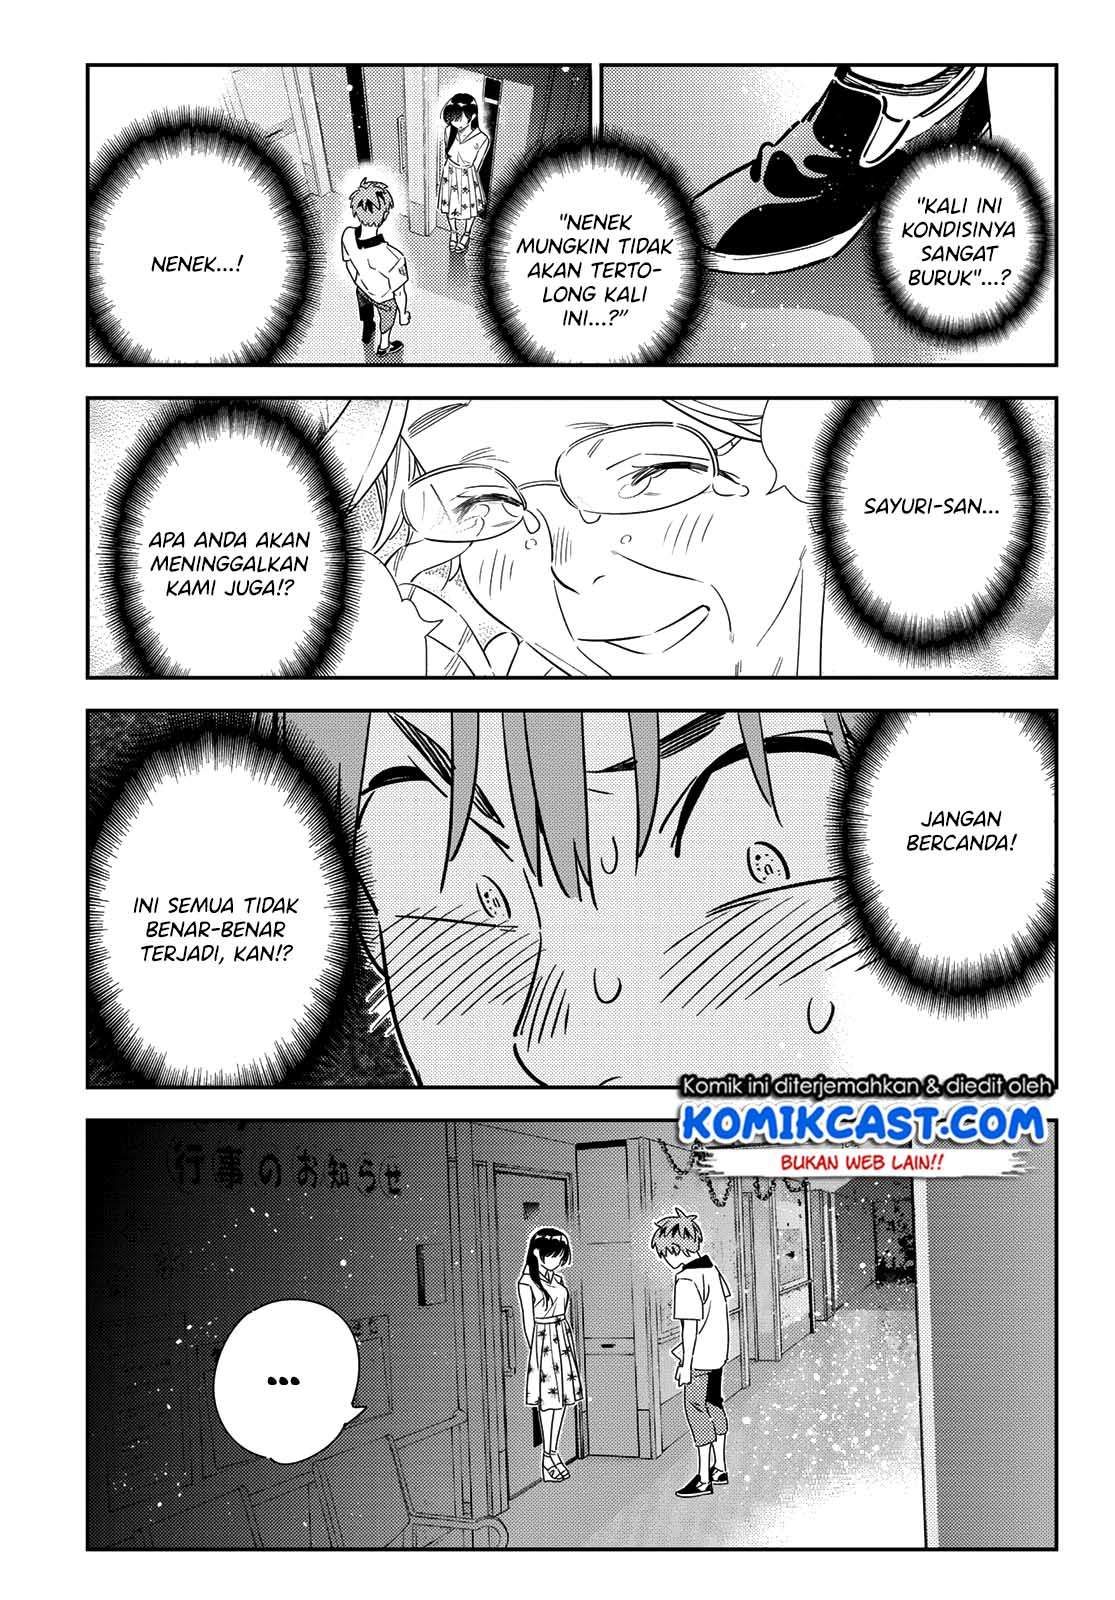 "KALI INI
KONDISINYA
SANGAT
BURUK"...?
"NENEK
MUNGKIN TIDAK
AKAN TERTO-
LONG KALI
INI...?"
NENEK...!
SAYURI-SAN...
APA ANDA AKAN
MENINGGALKAN
KAMI JUGA!?
JANGAN
BERCANDA!
INI SEMUA TIDAK
BENAR-BENAR
TERJADI, KAN!?
Komik ini diterjemahkan & diedit oleh
KOMIKCAST.COM
BUKAN WEB LAIN!!
行事のお知らせ
...